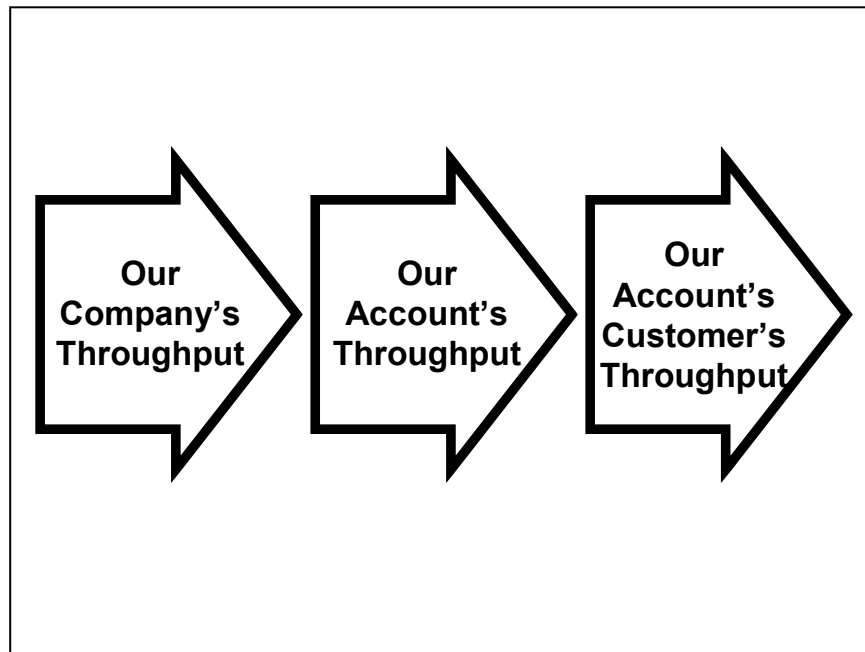 Our
Company’s
Throughput
Our
Account’s
Throughput
Our
Account’s
Customer’s
Throughput